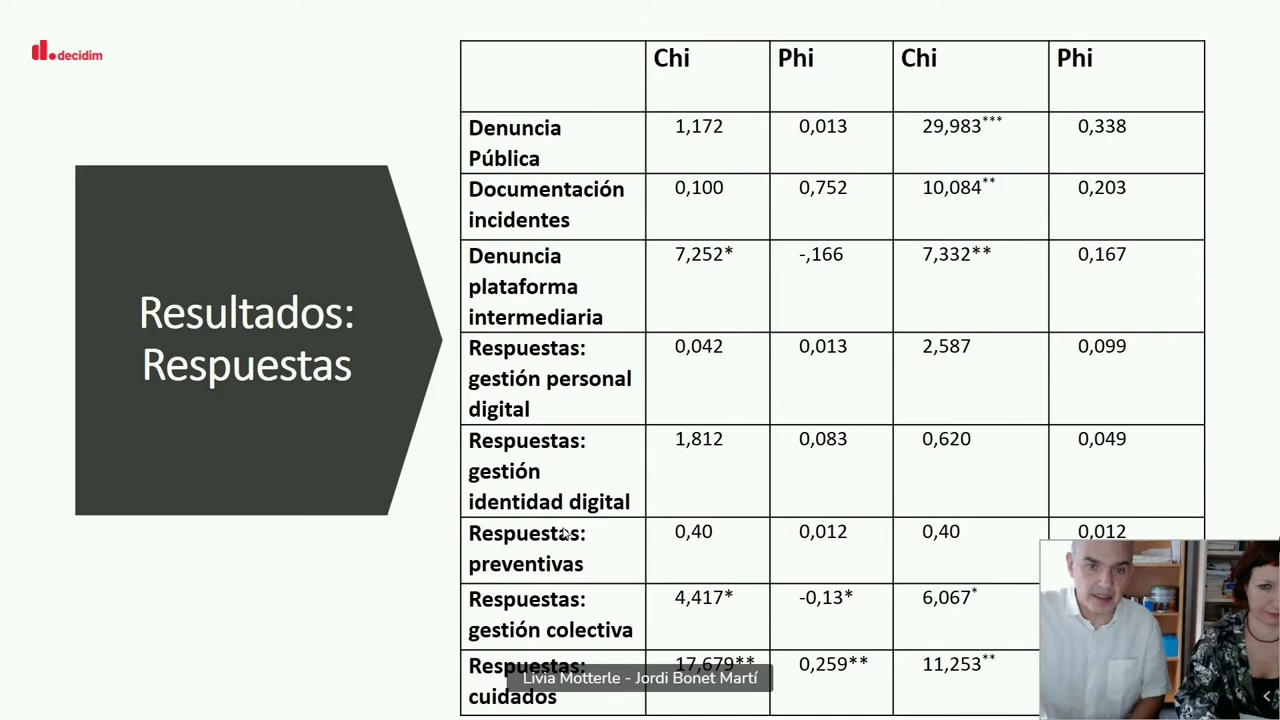 decidim
Resultados:
Respuestas
Chi Phi Chi Phi
Denuncia 1,172 0,013 29,983*** 0,338
Pública
Documentación 0,100 0,752 10,084** 0,203
incidentes
Denuncia 7,252* -,166 7,332** 0,167
plataforma
intermediaria
Respuestas: 0,042 0,013 2,587 0,099
gestión personal
digital
Respuestas: 1,812 0,083 0,620 0,049
gestión
identidad digital
Respuestas: 0,40 0,012 0,40 0,012
preventivas
Respuestas: 4,417* -0,13* 6,067*
gestión colectiva
Respuestas: 17,679** 0,259** 11,253**
cuidados
Livia Motterle - Jordi Bonet Martí